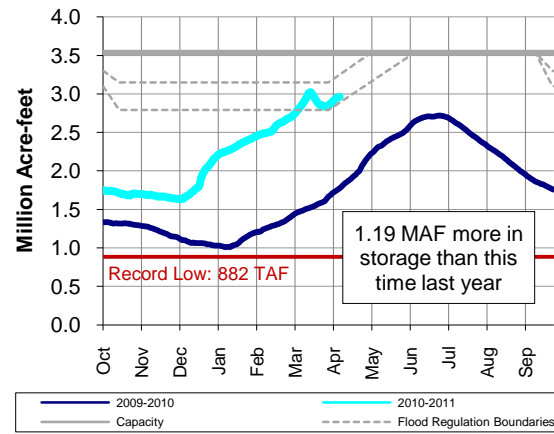 4.0
3.5
3.0
2.5
2.0
1.5
1.0
0.5
0.0
Million Acre-feet
1.19 MAF more in
storage than this
time last year
Record Low: 882 TAF
Oct
Nov
Dec
Jan
Feb
Mar
Apr
May
Jun
Jul
Aug
Sep
2009-2010
2010-2011
Capacity
Flood Regulation Boundaries